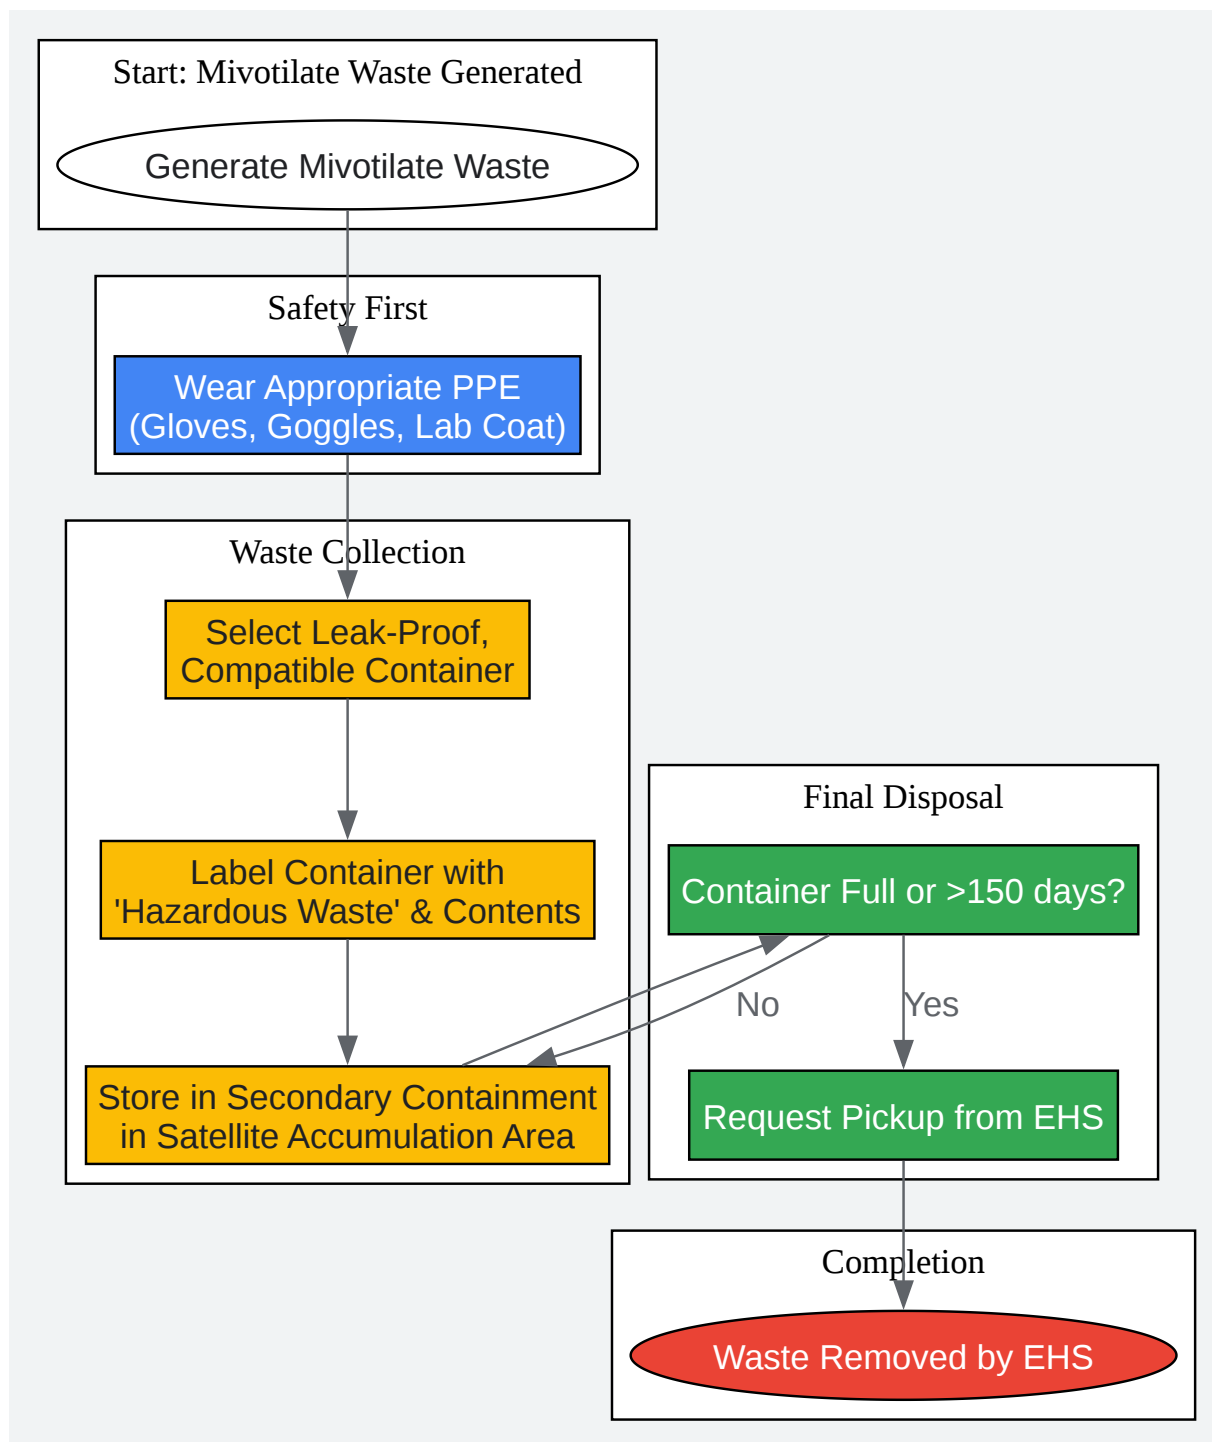 Start: Mivotilate Waste Generated
Generate Mivotilate Waste
Safety First
Wear Appropriate PPE
(Gloves, Goggles, Lab Coat)
Waste Collection
Select Leak-Proof,
Compatible Container
Label Container with
'Hazardous Waste' & Contents
Store in Secondary Containment
in Satellite Accumulation Area
Final Disposal
Container Full or >150 days?
No
Yes
Request Pickup from EHS
Completion
Waste Removed by EHS